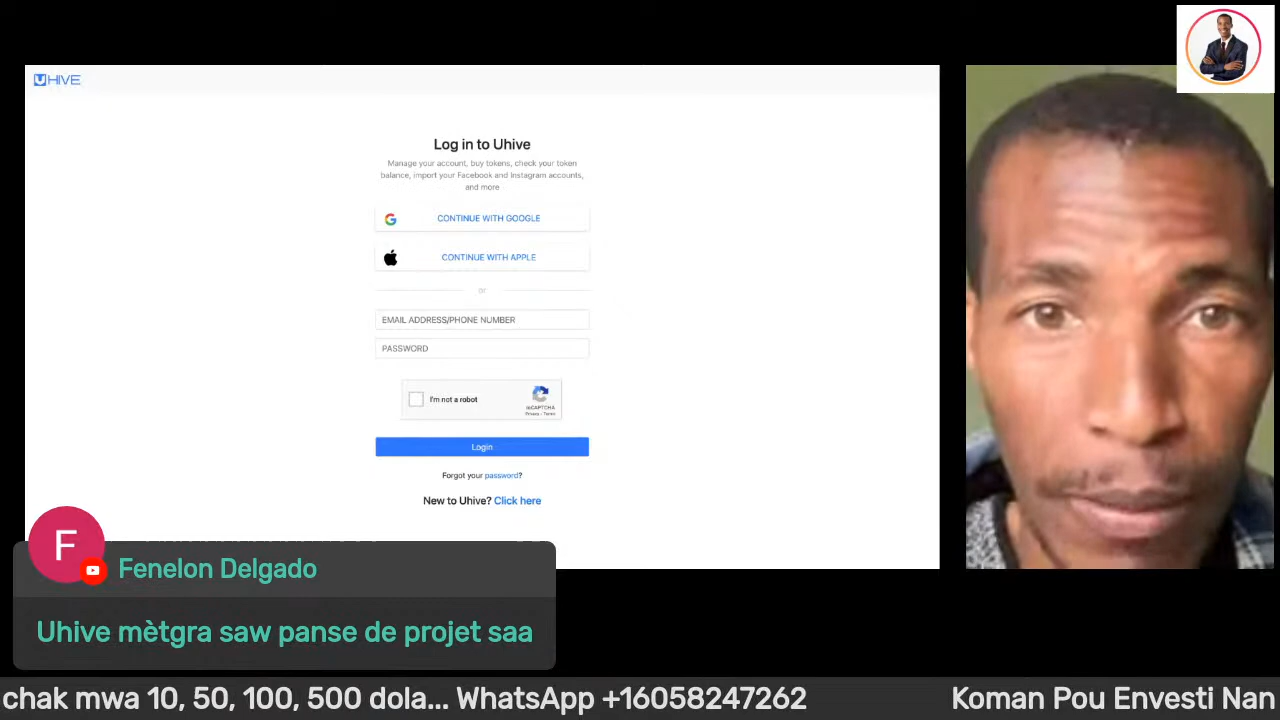 UHIVE
Log in to Uhive
Manage your account, buy tokens, check your token
balance, import your Facebook and Instagram accounts,
and more
CONTINUE WITH GOOGLE
CONTINUE WITH APPLE
or
EMAIL ADDRESS/PHONE NUMBER
PASSWORD
I'm not a robot
reCAPTCHA
Privacy - Terms
Login
Forgot your password?
New to Uhive? Click here
F
Fenelon Delgado
Uhive mètgra saw panse de projet saa
chak mwa 10, 50, 100, 500 dola... WhatsApp +16058247262 Koman Pou Envesti Nan